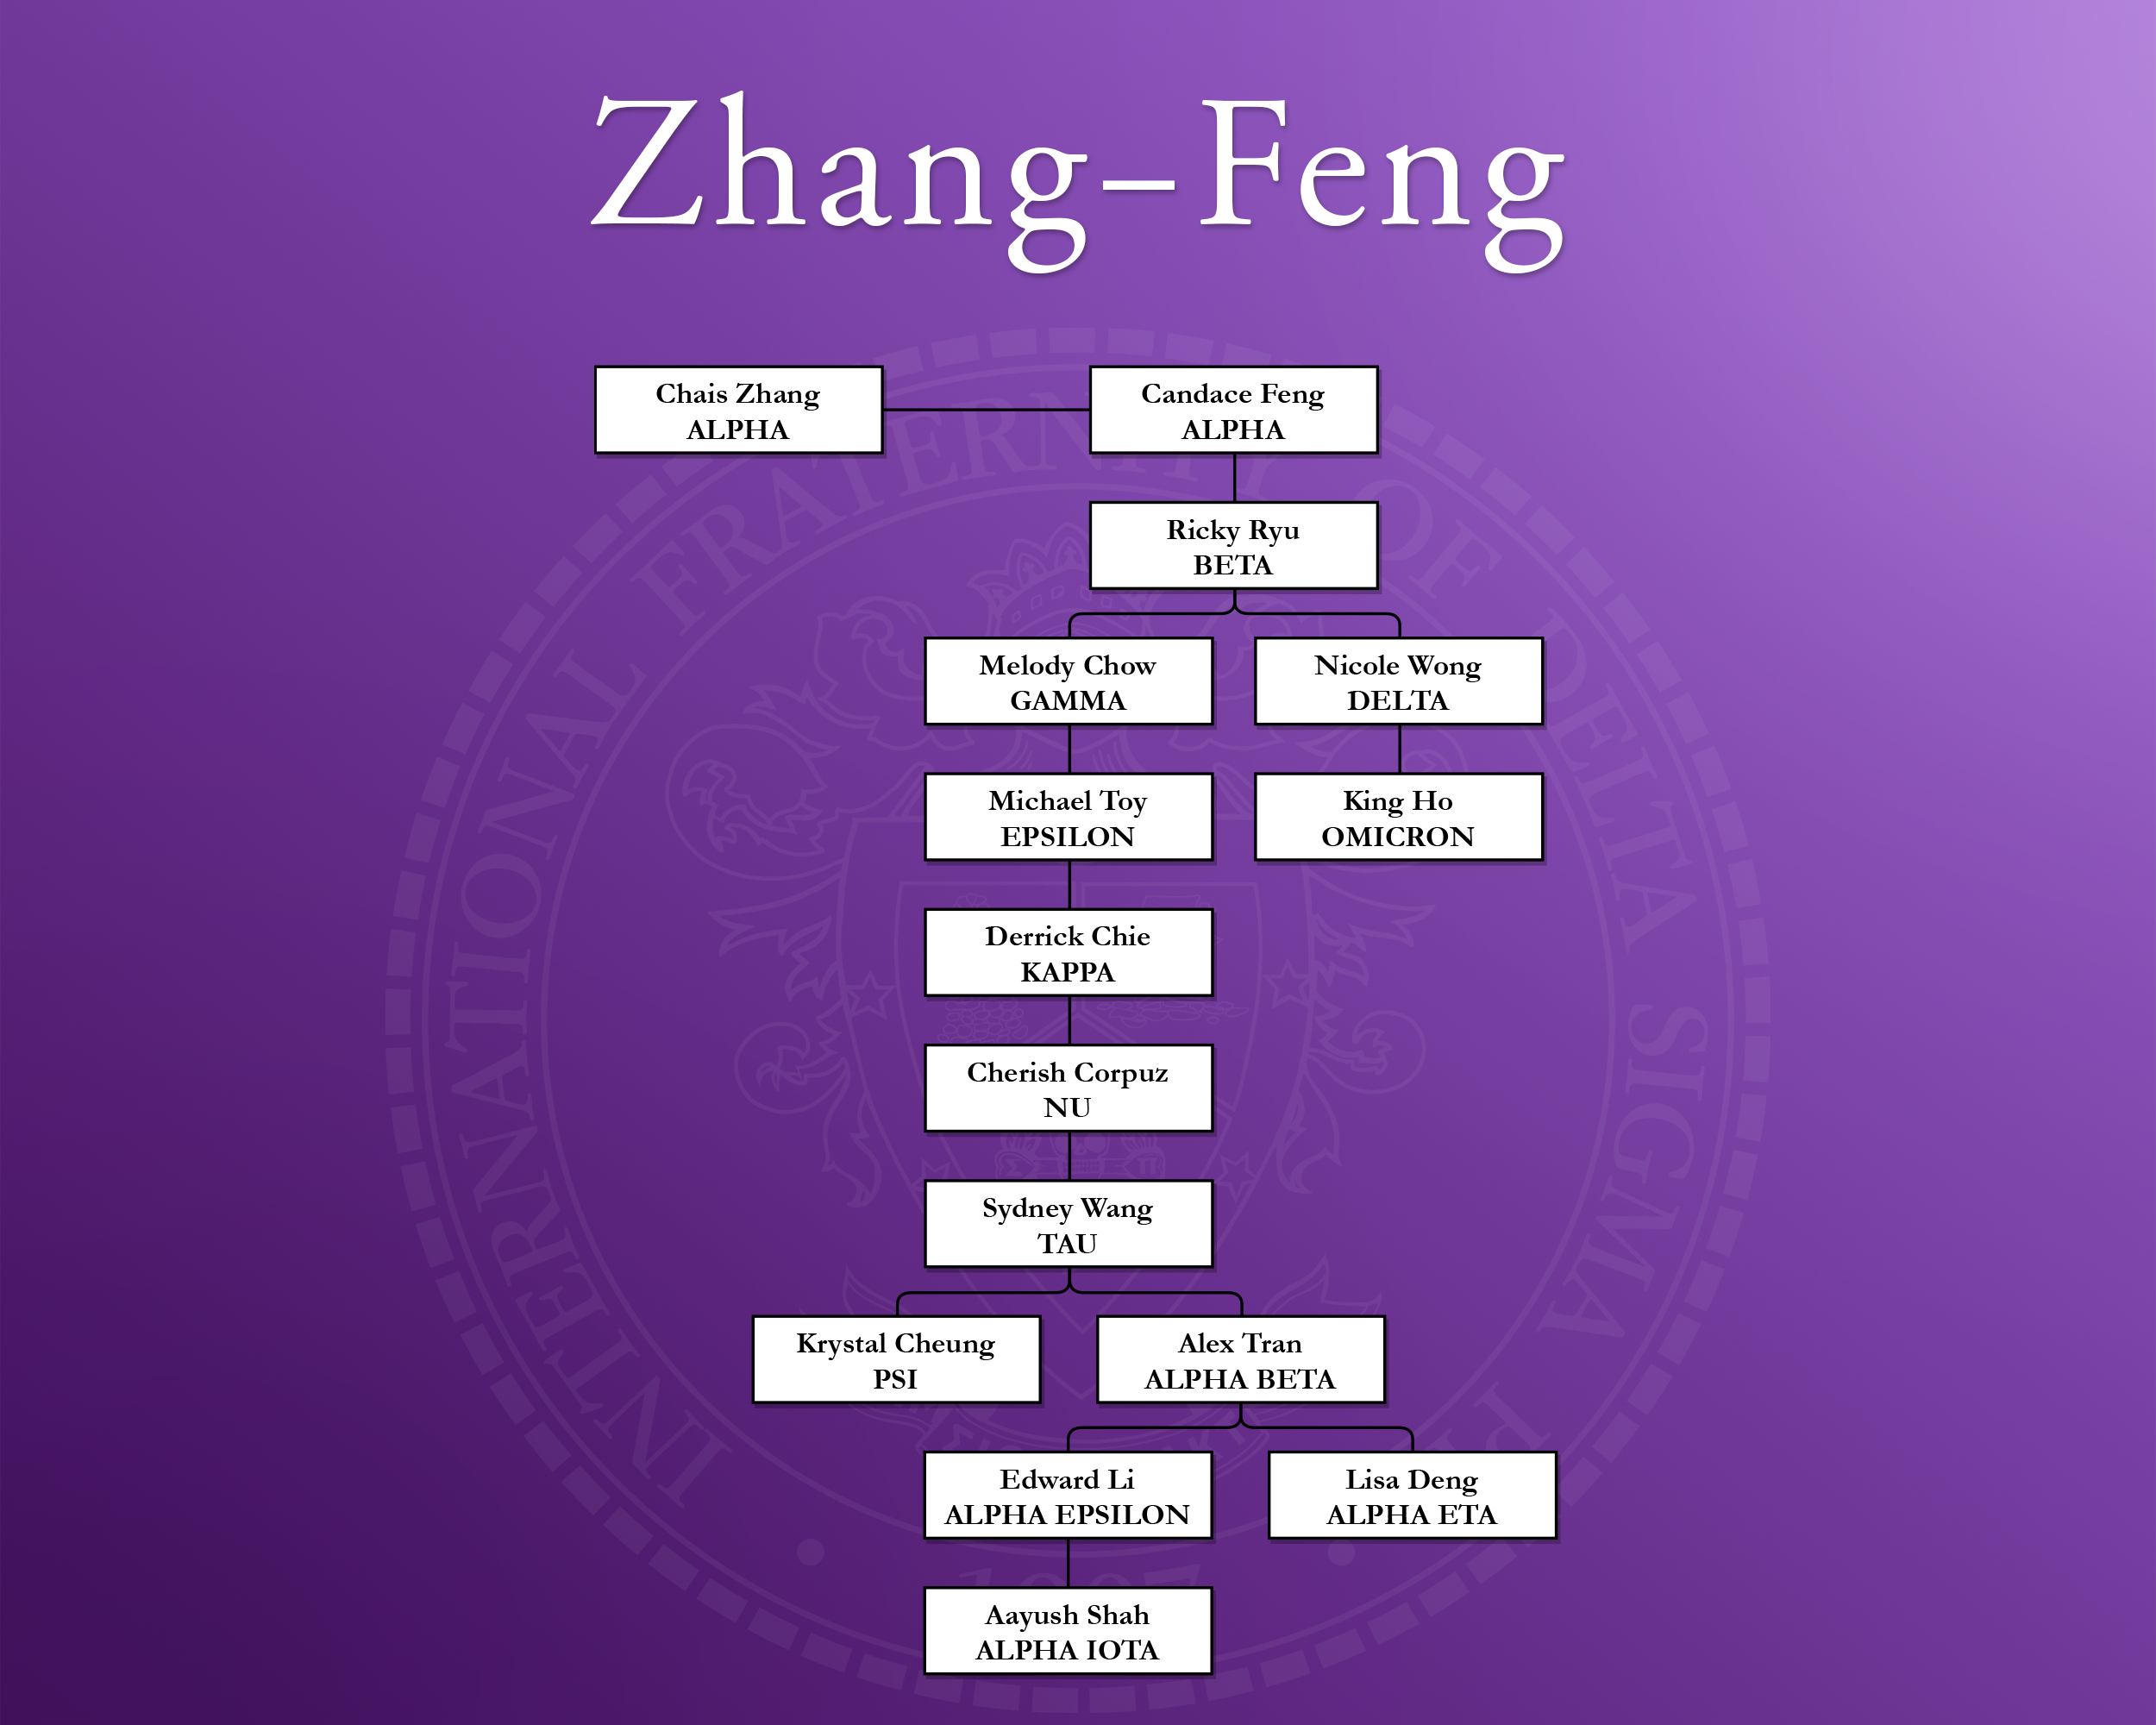 Zhang–Feng
Chais Zhang
ALPHA
Candace Feng
ALPHA
Ricky Ryu
BETA
Melody Chow
GAMMA
Nicole Wong
DELTA
Michael Toy
EPSILON
King Ho
OMICRON
Derrick Chie
KAPPA
Cherish Corpuz
NU
Sydney Wang
TAU
Krystal Cheung
PSI
Alex Tran
ALPHA BETA
Edward Li
ALPHA EPSILON
Lisa Deng
ALPHA ETA
Aayush Shah
ALPHA IOTA
INTERNATIONAL FRATERNITY OF DELTA SIGMA PI
1907